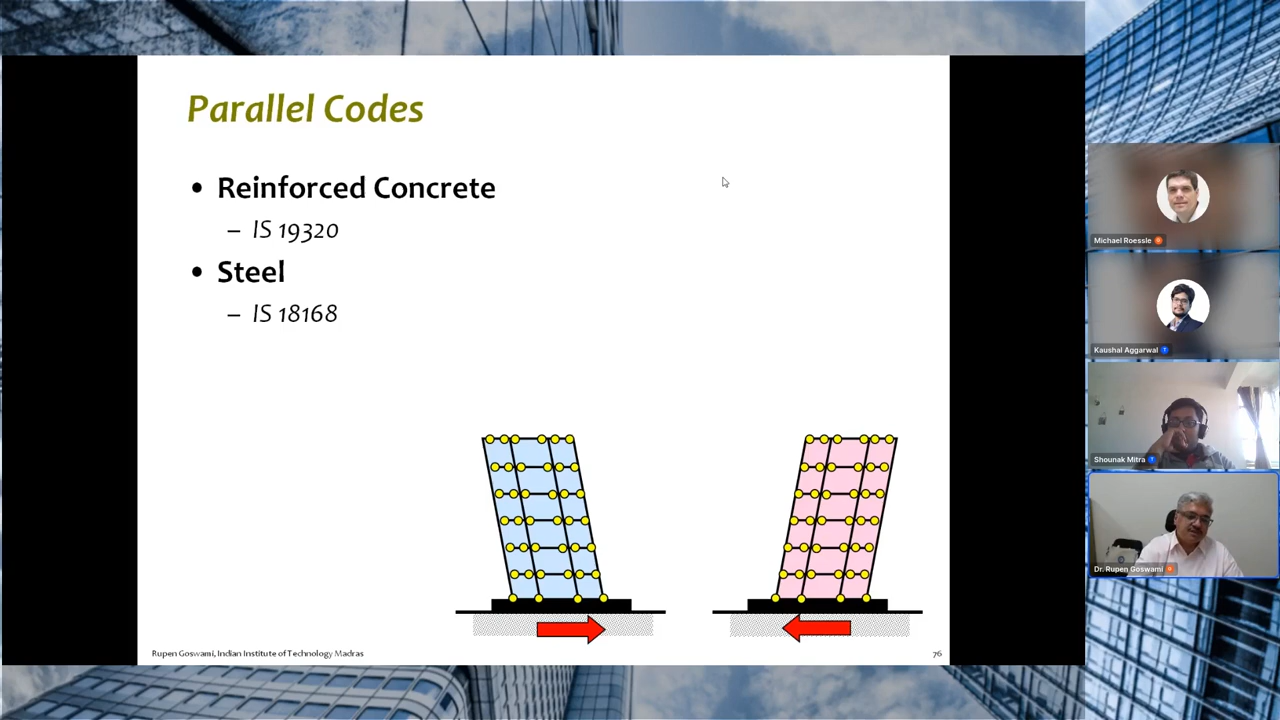 Parallel Codes
• Reinforced Concrete
– IS 19320
• Steel
– IS 18168
Rupen Goswami, Indian Institute of Technology Madras
76
Michael Roessle
Kaushal Aggarwal
Shounak Mitra
Dr. Rupen Goswami